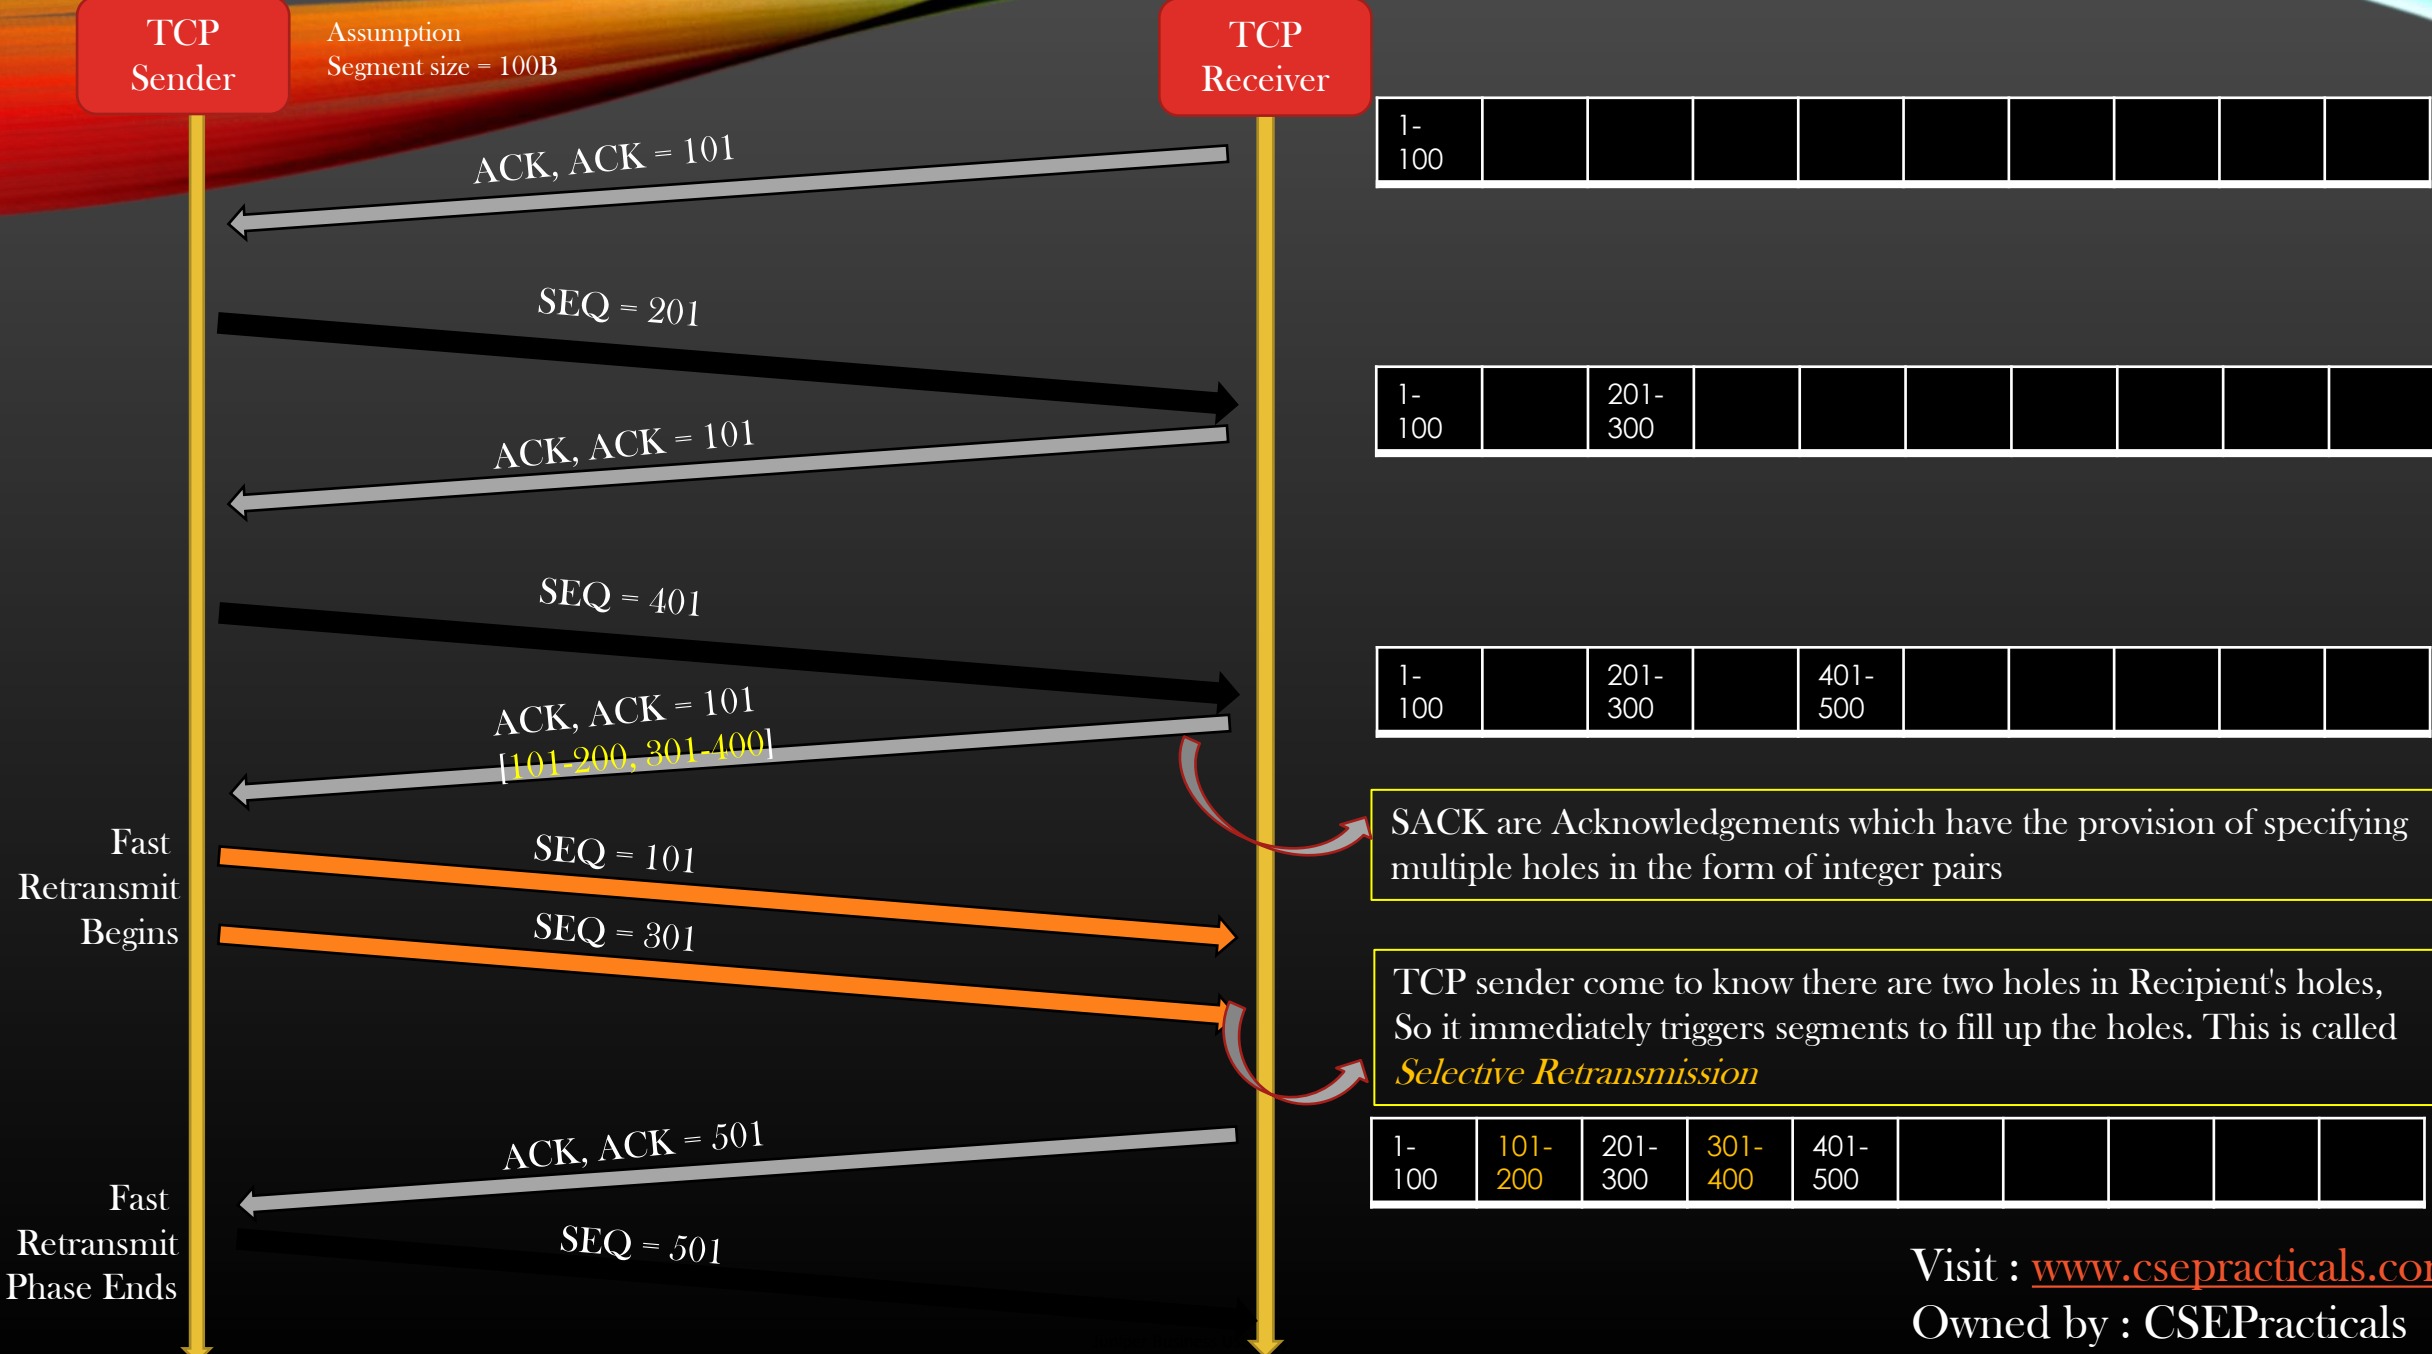 TCP
Sender
Assumption
Segment size = 100B
TCP
Receiver
1-
100
ACK, ACK = 101
SEQ = 201
1-
100
201-
300
ACK, ACK = 101
SEQ = 401
1-
100
201-
300
401-
500
ACK, ACK = 101
[101-200, 301-400]
SACK are Acknowledgements which have the provision of specifying
multiple holes in the form of integer pairs
Fast
Retransmit
Begins
SEQ = 101
SEQ = 301
TCP sender come to know there are two holes in Recipient's holes,
So it immediately triggers segments to fill up the holes. This is called
Selective Retransmission
ACK, ACK = 501
1-
100
101-
200
201-
300
301-
400
401-
500
Fast
Retransmit
Phase Ends
SEQ = 501
Visit : www.csepracticals.co
Owned by : CSEPracticals